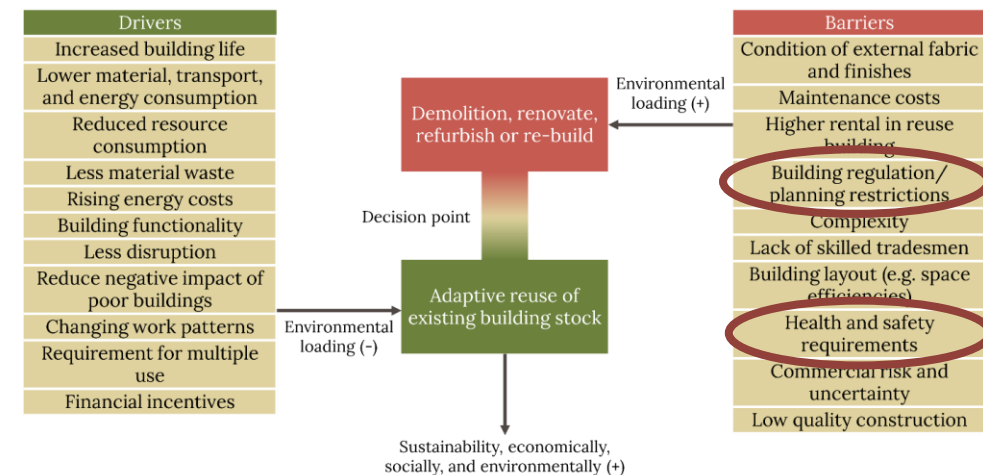 Drivers
Increased building life
Lower material, transport,
and energy consumption
Reduced resource
consumption
Less material waste
Rising energy costs
Building functionality
Less disruption
Reduce negative impact of
poor buildings
Changing work patterns
Requirement for multiple
use
Financial incentives
Environmental
loading (-)
Demolition, renovate,
refurbish or re-build
Decision point
Adaptive reuse of
existing building stock
Sustainability, economically,
socially, and environmentally (+)
Environmental
loading (+)
Barriers
Condition of external fabric
and finishes
Maintenance costs
Higher rental in reuse
building
Building regulation/
planning restrictions
Complexity
Lack of skilled tradesmen
Building layout (e.g. space
efficiencies)
Health and safety
requirements
Commercial risk and
uncertainty
Low quality construction